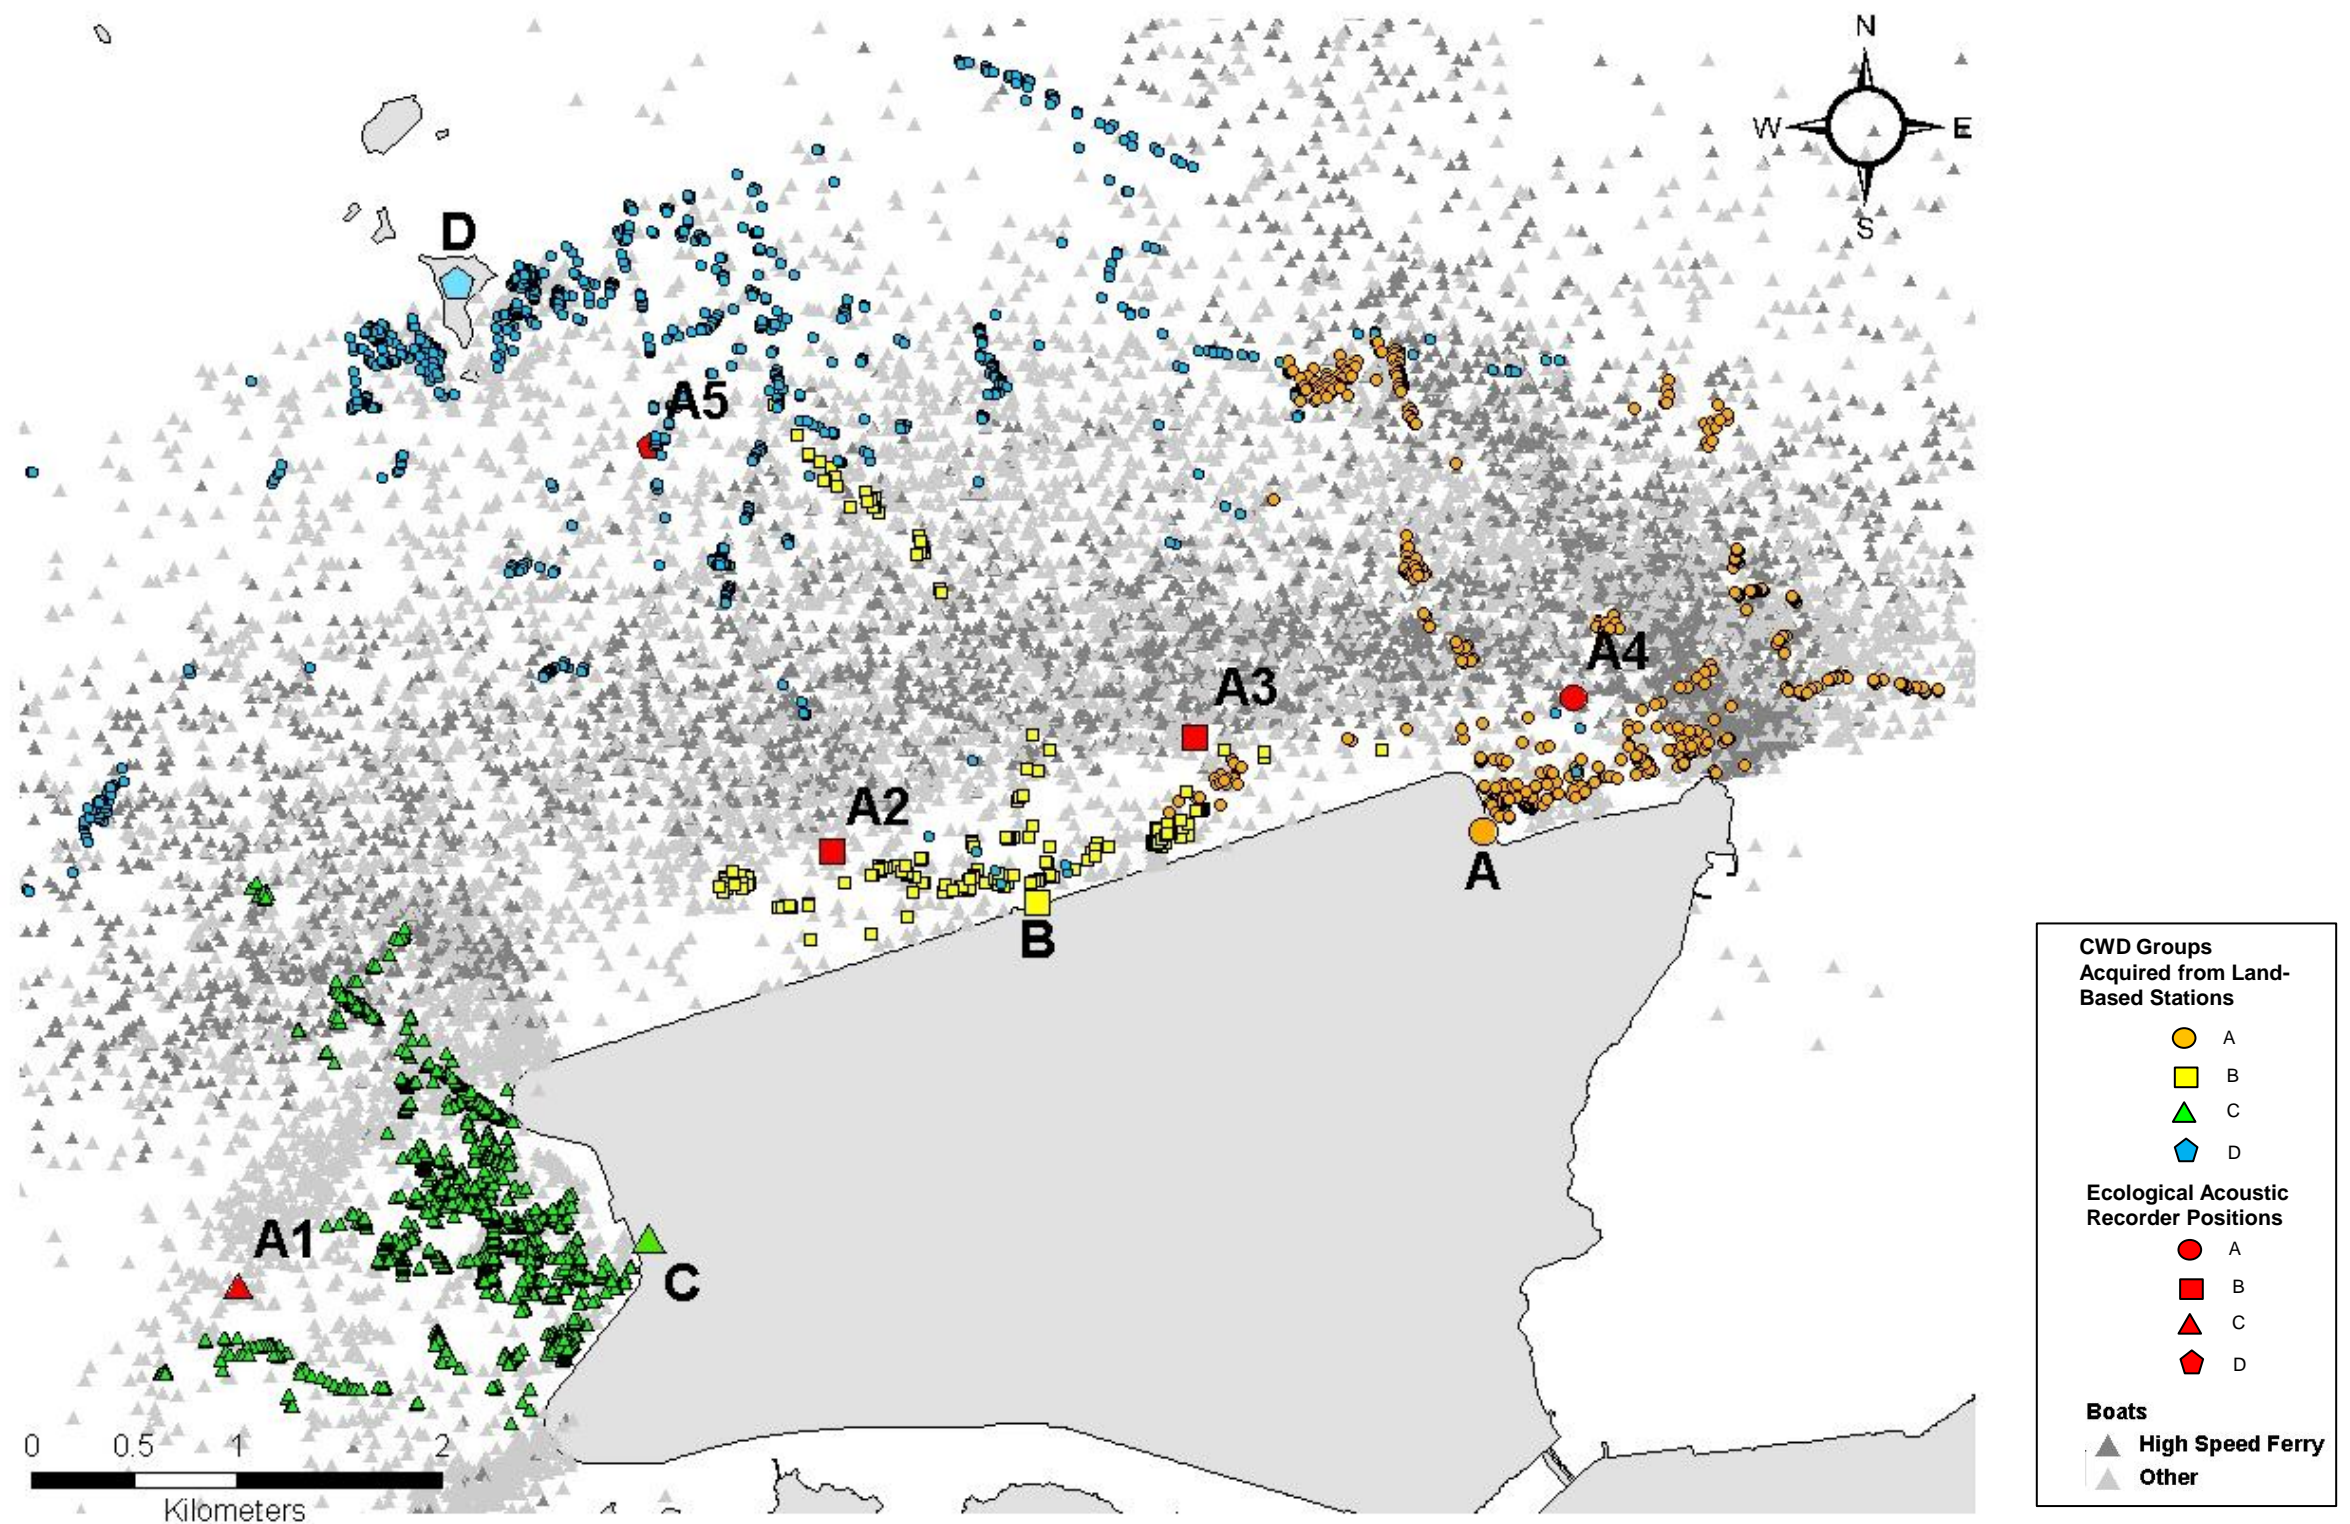 N
W
E
S
D
A5
A4
A3
A2
A
B
A1
C
0 0.5 1 2
Kilometers
CWD Groups
Acquired from Land-
Based Stations
A
B
C
D
Ecological Acoustic
Recorder Positions
A
B
C
D
Boats
High Speed Ferry
Other